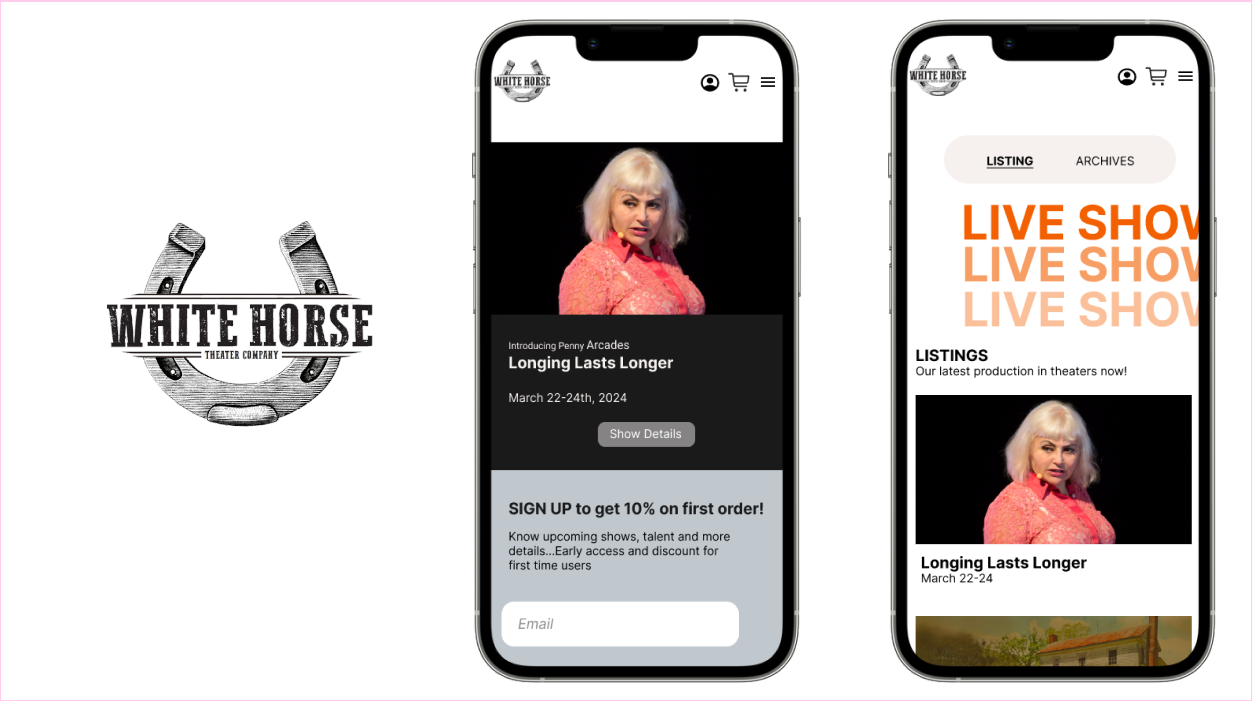 WHITE HORSE
THEATER COMPANY
WHITE HORSE
Introducing Penny Arcades
Longing Lasts Longer
March 22-24th, 2024
Show Details
SIGN UP to get 10% on first order!
Know upcoming shows, talent and more
details...Early access and discount for
first time users
Email
WHITE HORSE
LISTING ARCHIVES
LIVE SHOW
LIVE SHOW
LIVE SHOW
LISTINGS
Our latest production in theaters now!
Longing Lasts Longer
March 22-24